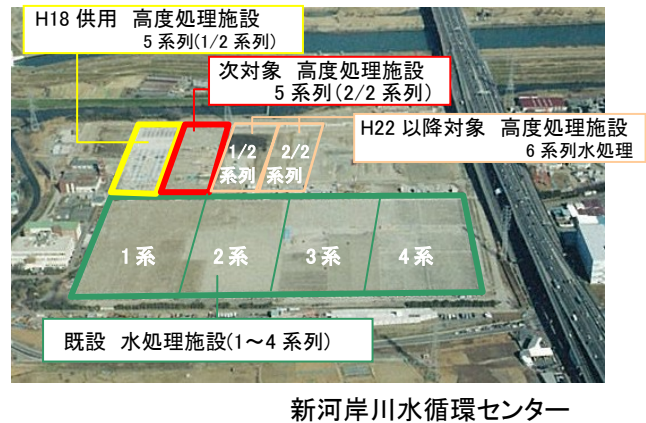 H18 供用 高度処理施設
5 系列(1/2 系列)
次対象 高度処理施設
5 系列(2/2 系列)
H22 以降対象 高度処理施設
6 系列水処理
1/2
系列
2/2
系列
1 系
2 系
3 系
4 系
既設 水処理施設(1～4 系列)
新河岸川水循環センター